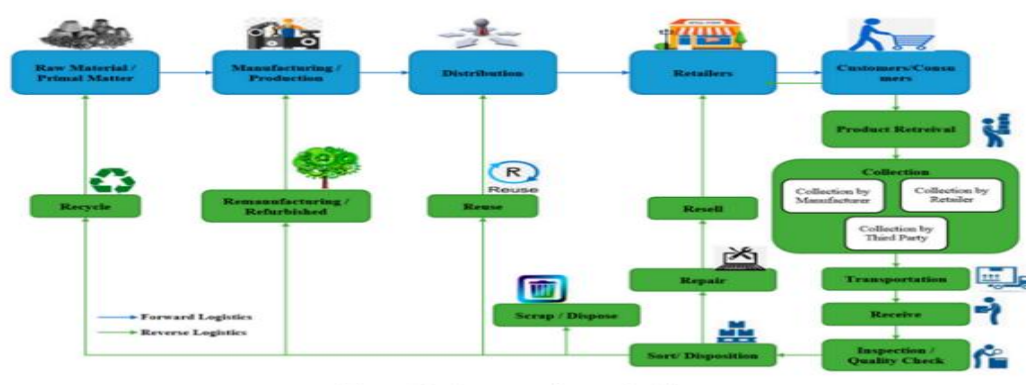 Raw Material /
Primal Matter
Manufacturing /
Production
Distribution
Retailers
Customers/Consu
mers
Product Retreival
Collection
Collection by
Manufacturer
Collection by
Retailer
Collection by
Third Party
Recycle
Remanufacturing /
Refurbished
R
Reuse
Reuse
Resell
Repair
Transportation
Scrap / Dispose
Receive
Forward Logistics
Reverse Logistics
Sort/ Disposition
Inspection /
Quality Check